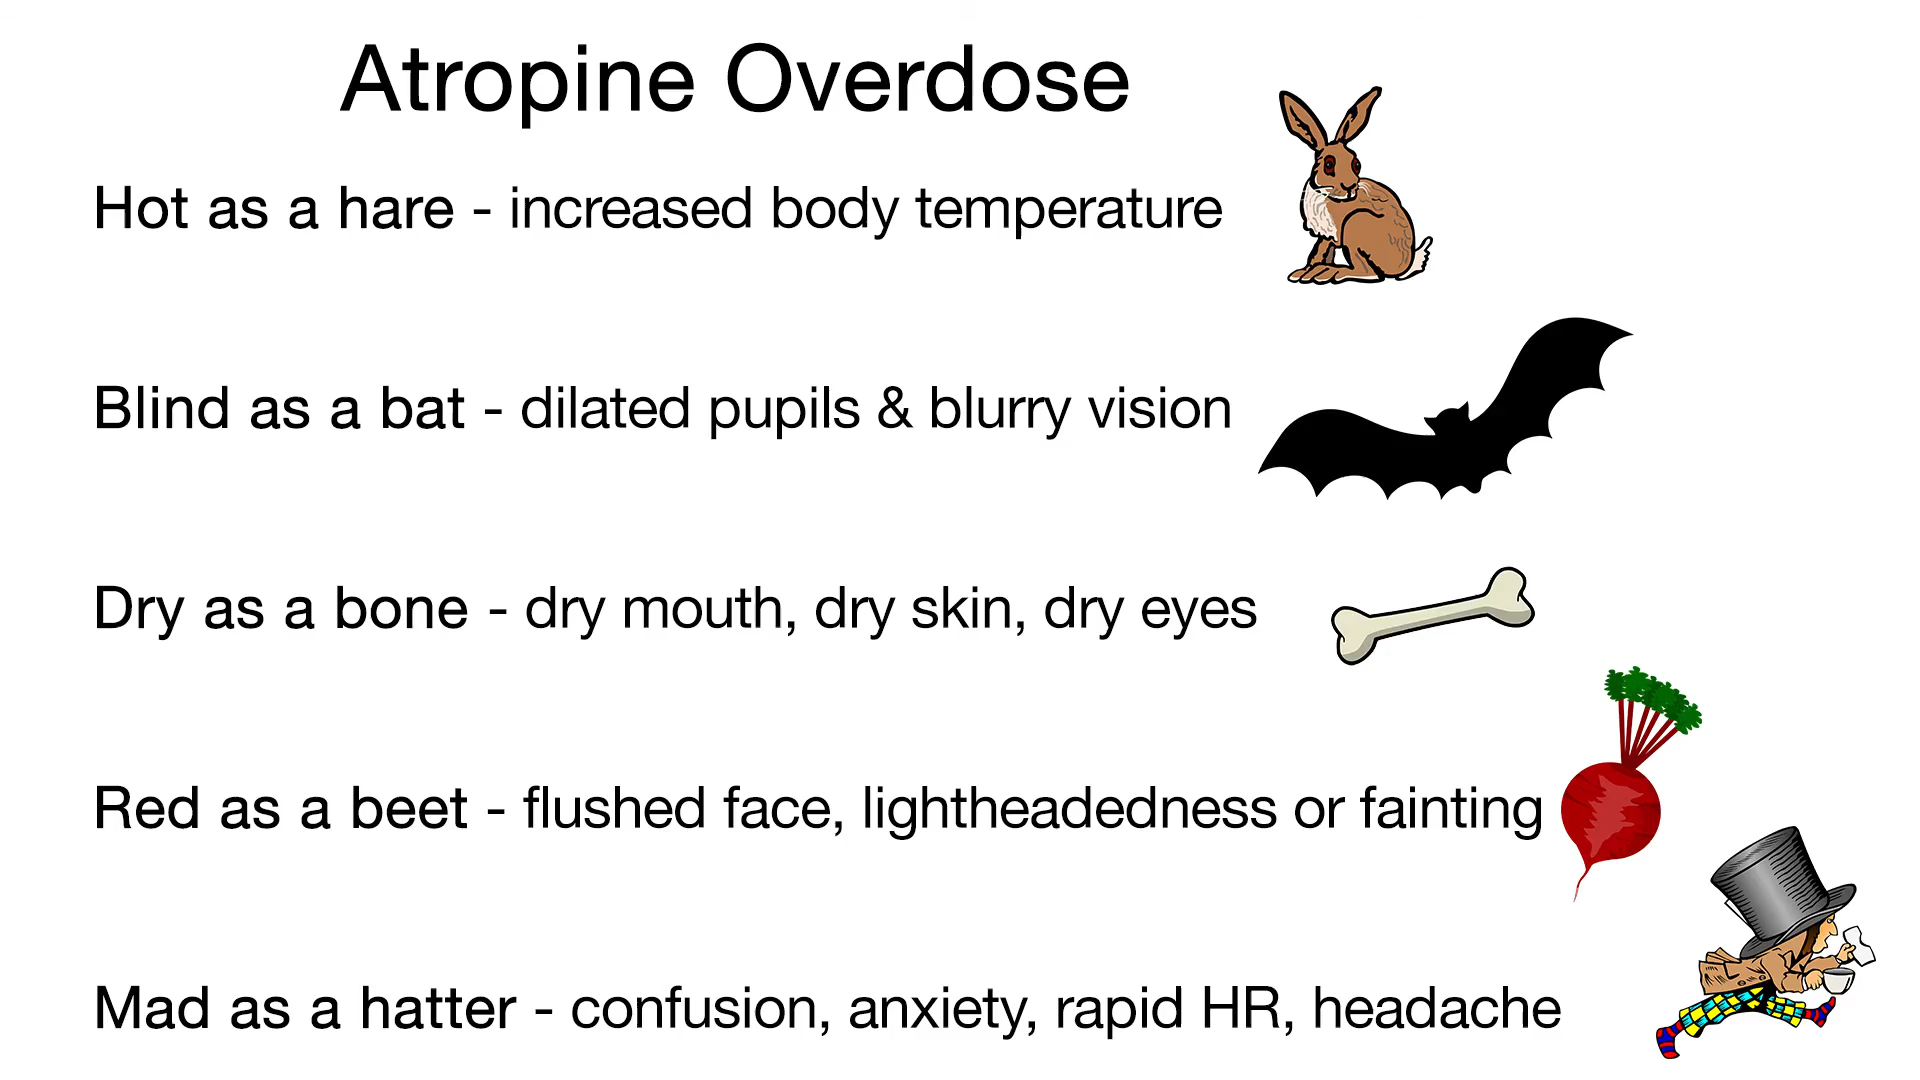 Atropine Overdose
Hot as a hare - increased body temperature
Blind as a bat - dilated pupils & blurry vision
Dry as a bone - dry mouth, dry skin, dry eyes
Red as a beet - flushed face, lightheadedness or fainting
Mad as a hatter - confusion, anxiety, rapid HR, headache